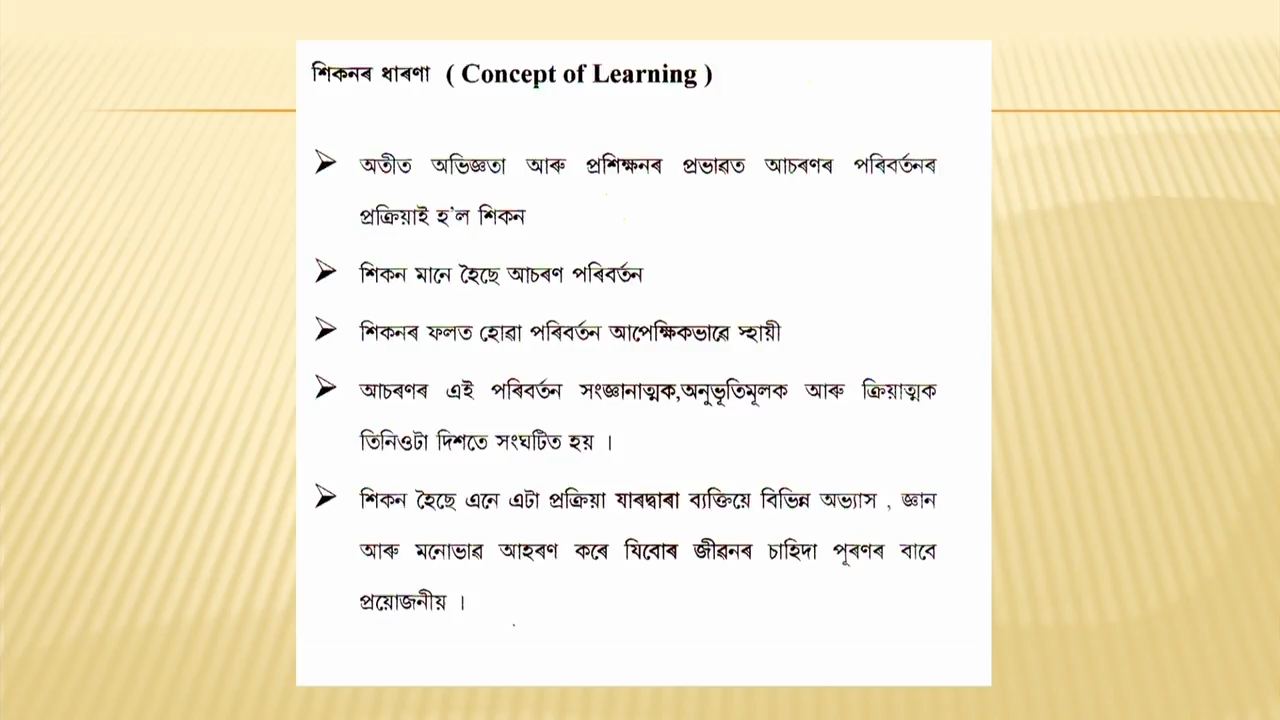 শিকনৰ ধাৰণা ( Concept of Learning )
➢ অতীত অভিজ্ঞতা আৰু প্ৰশিক্ষনৰ প্ৰভাৱত আচৰণৰ পৰিবৰ্তনৰ
প্ৰক্ৰিয়াই হ'ল শিকন
➢ শিকন মানে হৈছে আচৰণ পৰিবৰ্তন
➢ শিকনৰ ফলত হোৱা পৰিবৰ্তন আপেক্ষিকভাৱে স্হায়ী
➢ আচৰণৰ এই পৰিবৰ্তন সংজ্ঞানাত্মক,অনুভূতিমূলক আৰু ক্ৰিয়াত্মক
তিনিওটা দিশতে সংঘটিত হয় ।
➢ শিকন হৈছে এনে এটা প্ৰক্ৰিয়া যাৰদ্বাৰা ব্যক্তিয়ে বিভিন্ন অভ্যাস , জ্ঞান
আৰু মনোভাৱ আহৰণ কৰে যিবোৰ জীৱনৰ চাহিদা পূৰণৰ বাবে
প্ৰয়োজনীয় ।